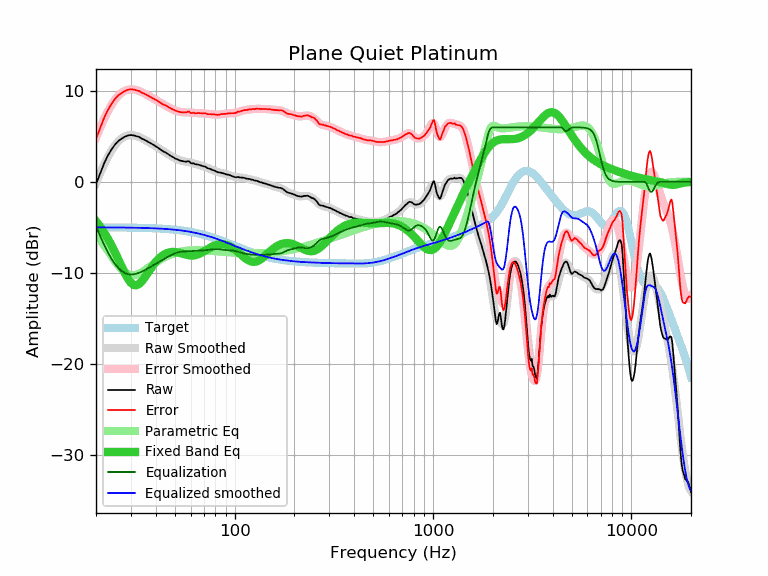 Plane Quiet Platinum
10
0
−10
−20
−30
Amplitude (dBr)
Target
Raw Smoothed
Error Smoothed
Raw
Error
Parametric Eq
Fixed Band Eq
Equalization
Equalized smoothed
100
1000
10000
Frequency (Hz)